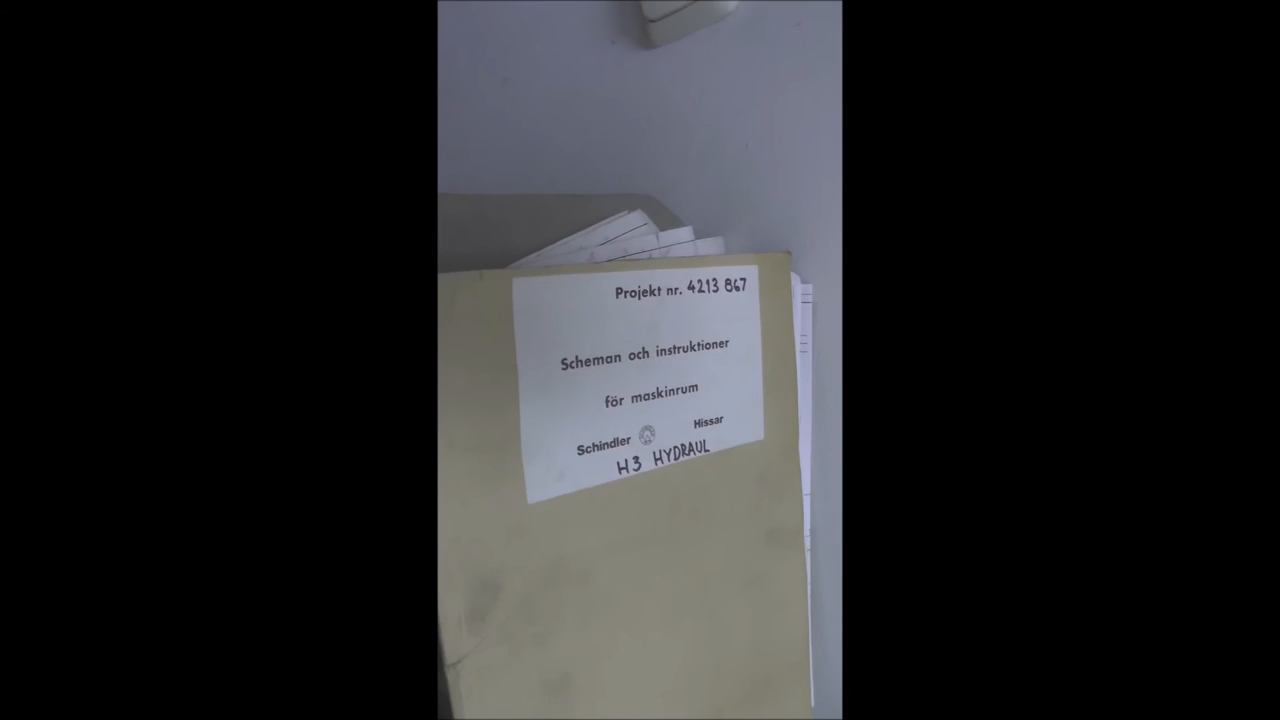 Projekt nr. 4213 867
Scheman och instruktioner
för maskinrum
Schindler Hissar
H3 HYDRAUL